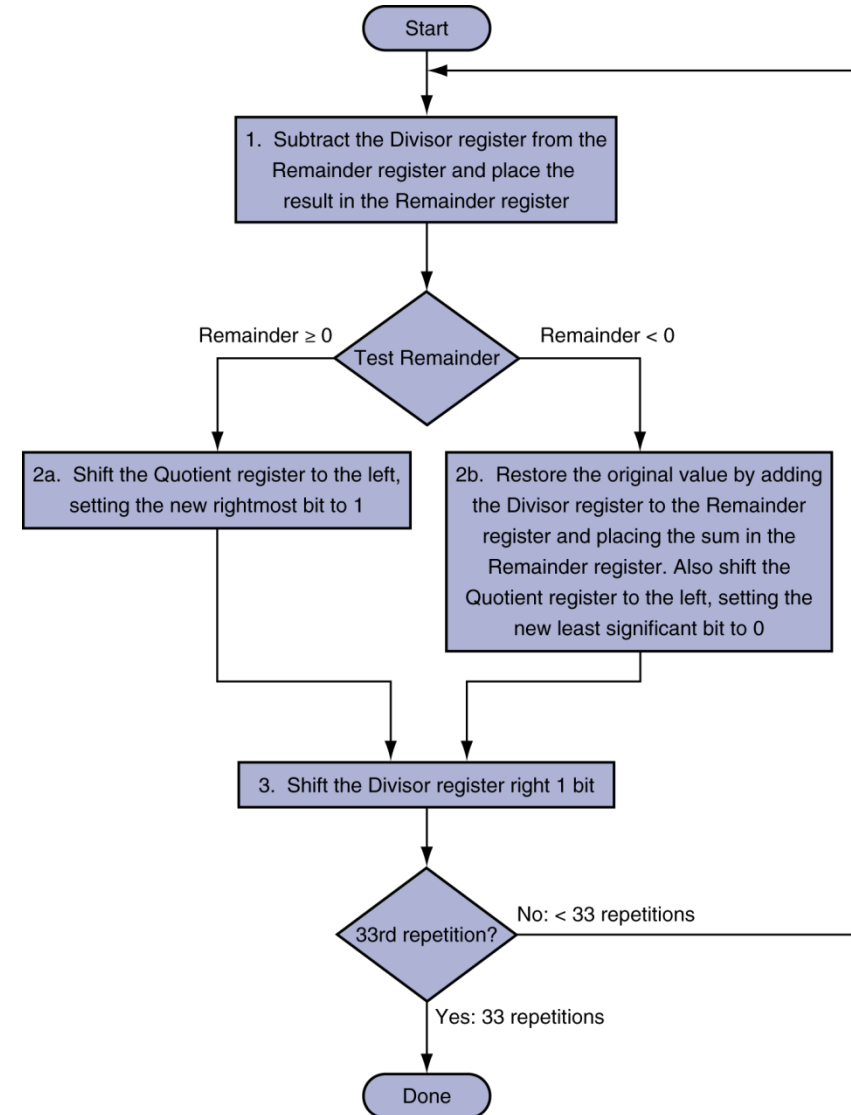 Start
1. Subtract the Divisor register from the
Remainder register and place the
result in the Remainder register
Remainder ≥ 0
Remainder < 0
Test Remainder
2a. Shift the Quotient register to the left,
setting the new rightmost bit to 1
2b. Restore the original value by adding
the Divisor register to the Remainder
register and placing the sum in the
Remainder register. Also shift the
Quotient register to the left, setting the
new least significant bit to 0
3. Shift the Divisor register right 1 bit
No: < 33 repetitions
33rd repetition?
Yes: 33 repetitions
Done